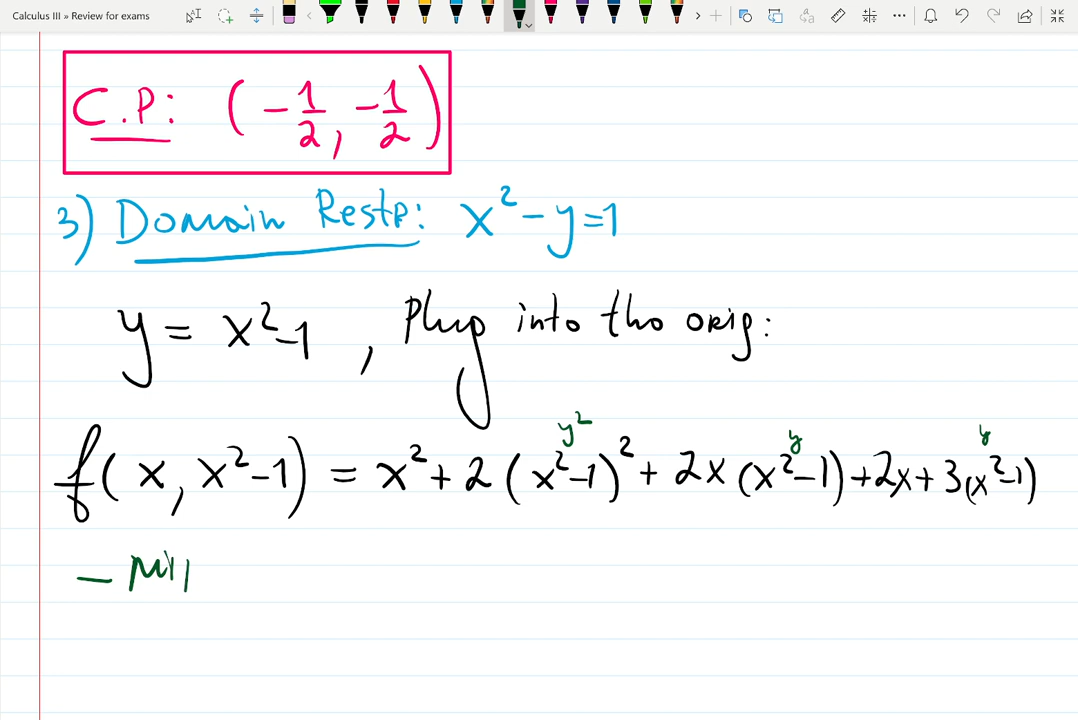 Calculus III » Review for exams
C.P: (-1/2, -1/2)
3) Domain Restr: x²-y=1
y = x²-1, Plug into the orig:
y² y y
f(x, x²-1) = x²+2(x²-1)²+2x(x²-1)+2x+3(x²-1)